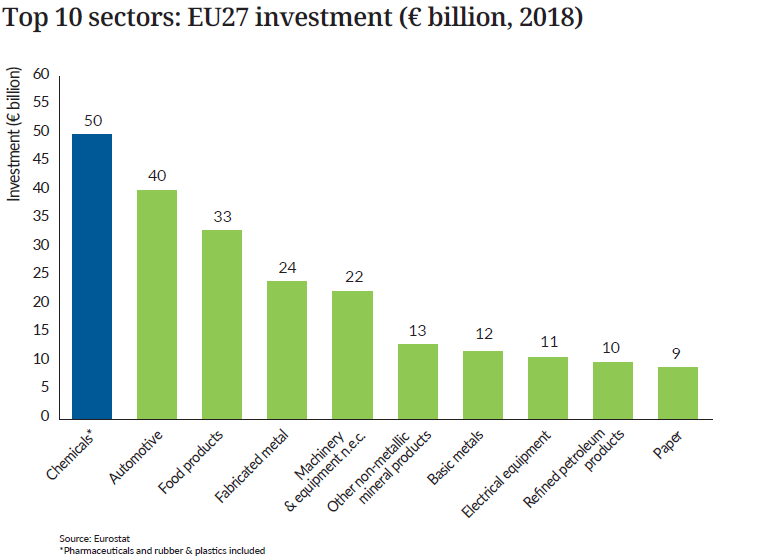 Top 10 sectors: EU27 investment (€ billion, 2018)
Investment (€ billion)
60
55
50
45
40
35
30
25
20
15
10
5
0
50
40
33
24
22
13
12
11
10
9
Chemicals*
Automotive
Food products
Fabricated metal
Machinery
& equipment n.e.c.
Other non-metallic
mineral products
Basic metals
Electrical equipment
Refined petroleum
products
Paper
Source: Eurostat
*Pharmaceuticals and rubber & plastics included